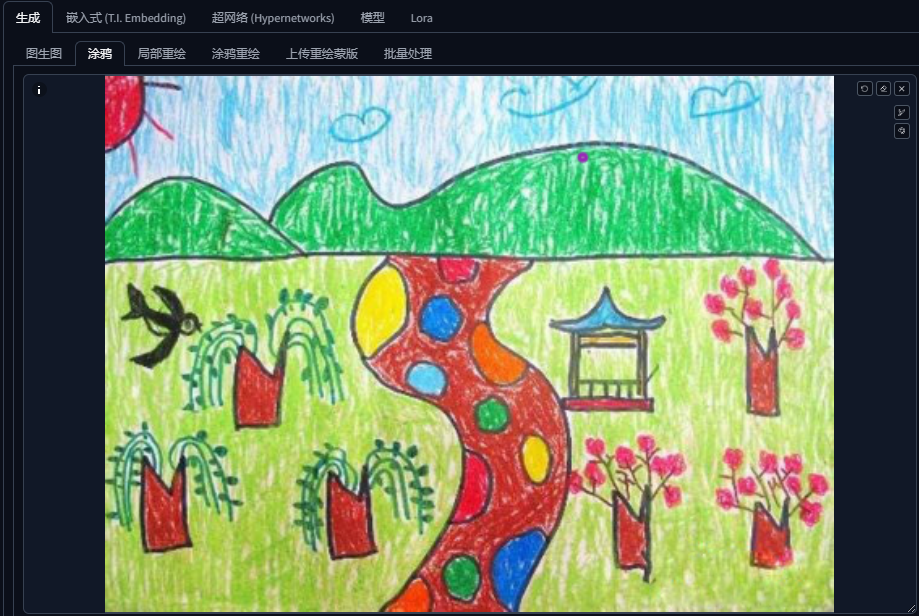 生成 嵌入式 (T.I. Embedding) 超网络 (Hypernetworks) 模型 Lora
图生图 涂鸦 局部重绘 涂鸦重绘 上传重绘蒙版 批量处理
i